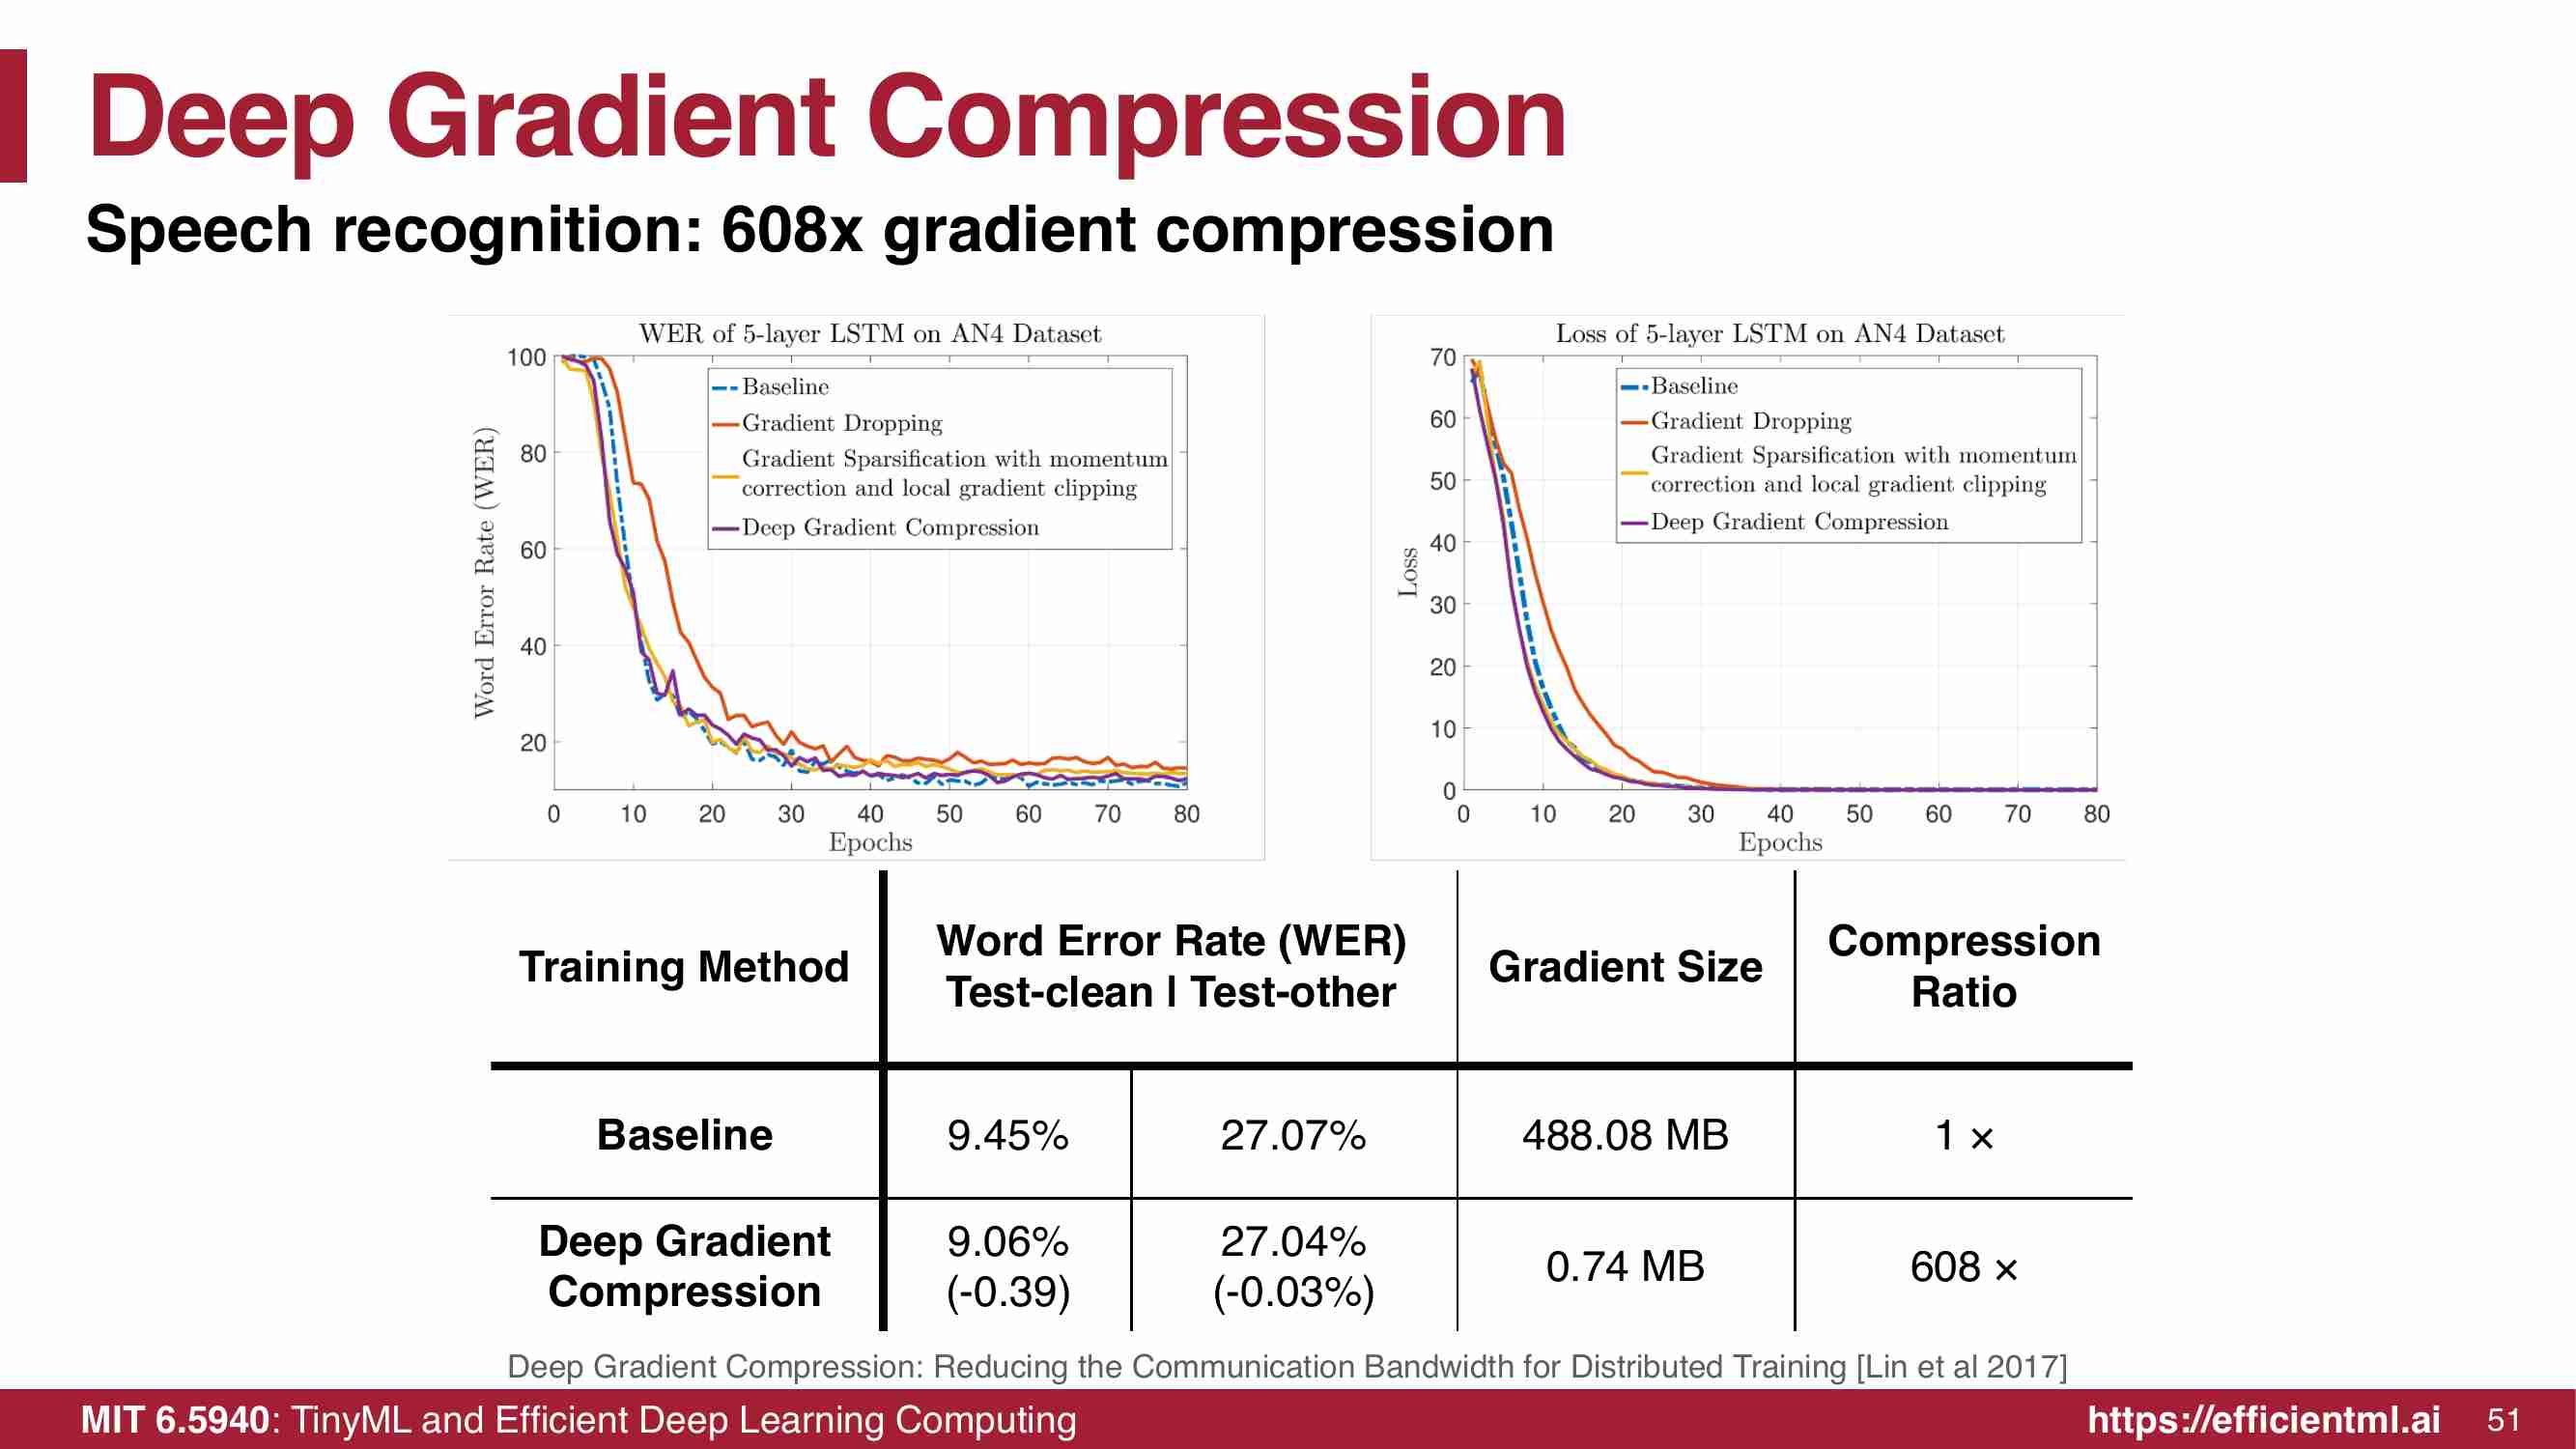 Deep Gradient Compression
Speech recognition: 608x gradient compression
WER of 5-layer LSTM on AN4 Dataset
Word Error Rate (WER)
100
80
60
40
20
Baseline
Gradient Dropping
Gradient Sparsification with momentum
correction and local gradient clipping
Deep Gradient Compression
0 10 20 30 40 50 60 70 80
Epochs
Loss of 5-layer LSTM on AN4 Dataset
Loss
70
60
50
40
30
20
10
0
Baseline
Gradient Dropping
Gradient Sparsification with momentum
correction and local gradient clipping
Deep Gradient Compression
0 10 20 30 40 50 60 70 80
Epochs
Training Method
Word Error Rate (WER)
Test-clean | Test-other
Gradient Size
Compression
Ratio
Baseline 9.45% 27.07% 488.08 MB 1 ×
Deep Gradient
Compression
9.06%
(-0.39)
27.04%
(-0.03%)
0.74 MB
608 ×
Deep Gradient Compression: Reducing the Communication Bandwidth for Distributed Training [Lin et al 2017]
MIT 6.5940: TinyML and Efficient Deep Learning Computing
https://efficientml.ai 51